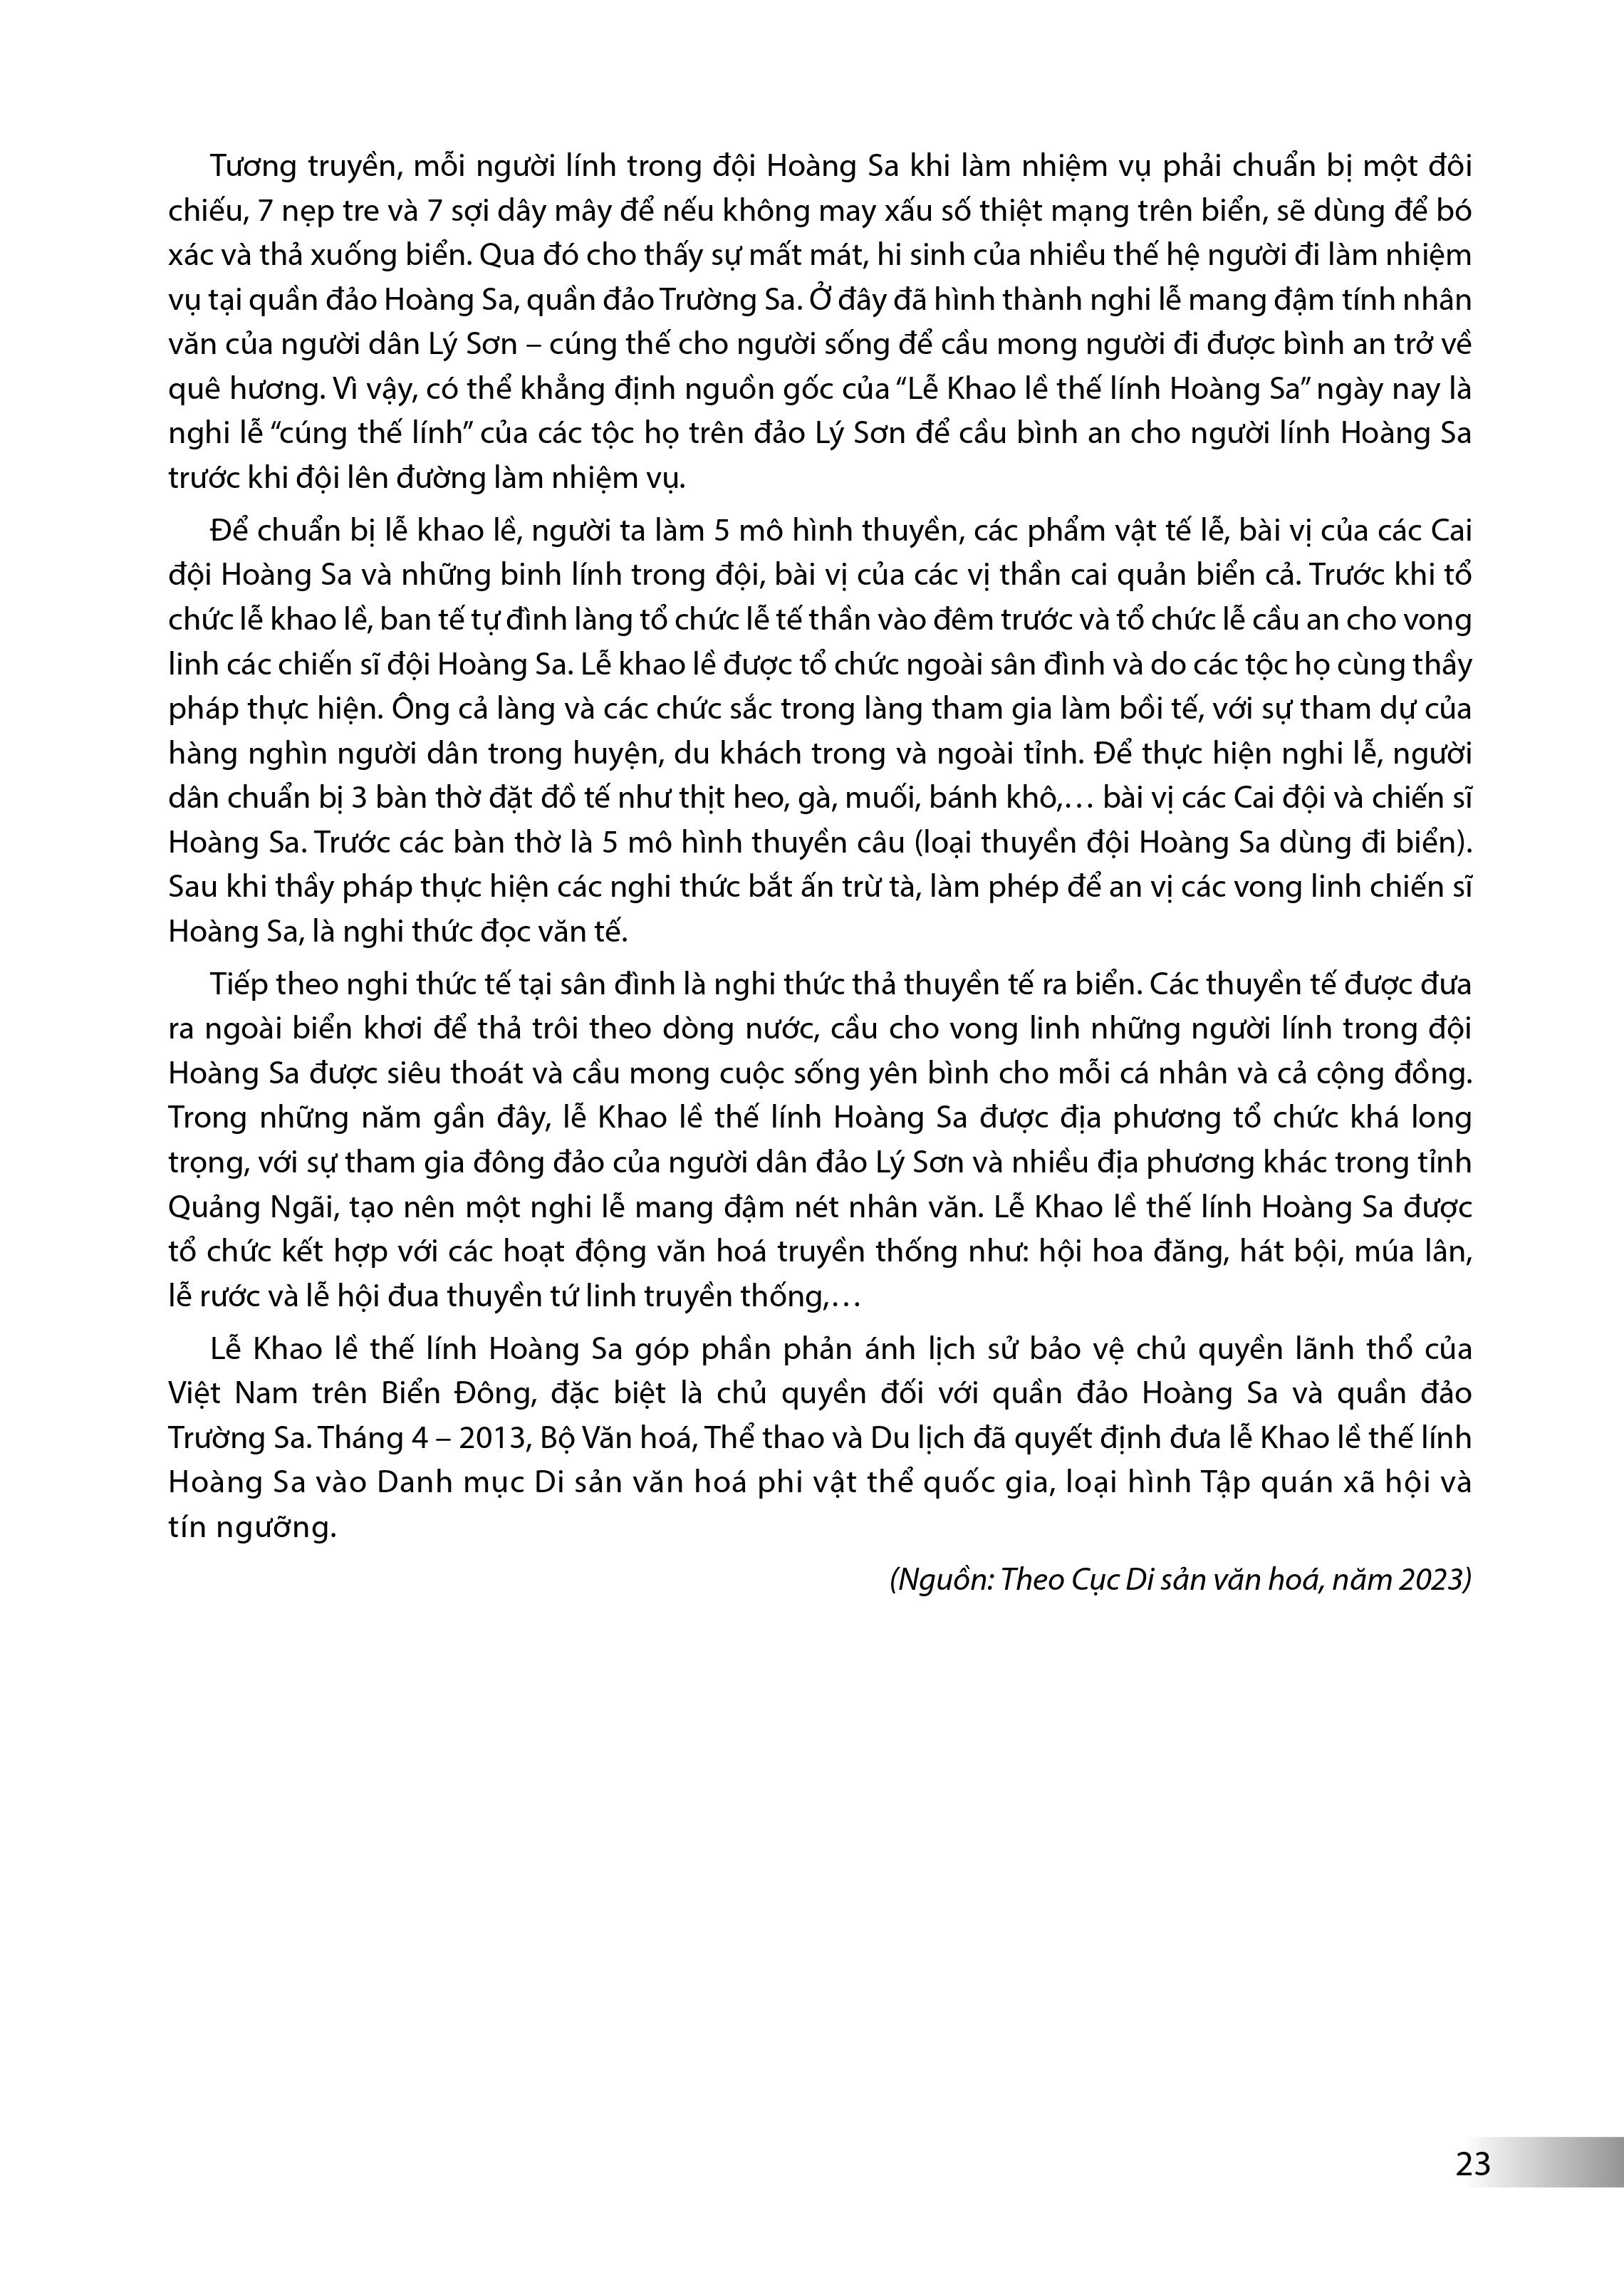 Tương truyền, mỗi người lính trong đội Hoàng Sa khi làm nhiệm vụ phải chuẩn bị một đôi
chiếu, 7 nẹp tre và 7 sợi dây mây để nếu không may xấu số thiệt mạng trên biển, sẽ dùng để bó
xác và thả xuống biển. Qua đó cho thấy sự mất mát, hi sinh của nhiều thế hệ người đi làm nhiệm
vụ tại quần đảo Hoàng Sa, quần đảo Trường Sa. Ở đây đã hình thành nghi lễ mang đậm tính nhân
văn của người dân Lý Sơn – cúng thế cho người sống để cầu mong người đi được bình an trở về
quê hương. Vì vậy, có thể khẳng định nguồn gốc của “Lễ Khao lề thế lính Hoàng Sa” ngày nay là
nghi lễ “cúng thế lính” của các tộc họ trên đảo Lý Sơn để cầu bình an cho người lính Hoàng Sa
trước khi đội lên đường làm nhiệm vụ.
Để chuẩn bị lễ khao lề, người ta làm 5 mô hình thuyền, các phẩm vật tế lễ, bài vị của các Cai
đội Hoàng Sa và những binh lính trong đội, bài vị của các vị thần cai quản biển cả. Trước khi tổ
chức lễ khao lề, ban tế tự đình làng tổ chức lễ tế thần vào đêm trước và tổ chức lễ cầu an cho vong
linh các chiến sĩ đội Hoàng Sa. Lễ khao lề được tổ chức ngoài sân đình và do các tộc họ cùng thầy
pháp thực hiện. Ông cả làng và các chức sắc trong làng tham gia làm bồi tế, với sự tham dự của
hàng nghìn người dân trong huyện, du khách trong và ngoài tỉnh. Để thực hiện nghi lễ, người
dân chuẩn bị 3 bàn thờ đặt đồ tế như thịt heo, gà, muối, bánh khô,… bài vị các Cai đội và chiến sĩ
Hoàng Sa. Trước các bàn thờ là 5 mô hình thuyền câu (loại thuyền đội Hoàng Sa dùng đi biển).
Sau khi thầy pháp thực hiện các nghi thức bắt ấn trừ tà, làm phép để an vị các vong linh chiến sĩ
Hoàng Sa, là nghi thức đọc văn tế.
Tiếp theo nghi thức tế tại sân đình là nghi thức thả thuyền tế ra biển. Các thuyền tế được đưa
ra ngoài biển khơi để thả trôi theo dòng nước, cầu cho vong linh những người lính trong đội
Hoàng Sa được siêu thoát và cầu mong cuộc sống yên bình cho mỗi cá nhân và cả cộng đồng.
Trong những năm gần đây, lễ Khao lề thế lính Hoàng Sa được địa phương tổ chức khá long
trọng, với sự tham gia đông đảo của người dân đảo Lý Sơn và nhiều địa phương khác trong tỉnh
Quảng Ngãi, tạo nên một nghi lễ mang đậm nét nhân văn. Lễ Khao lề thế lính Hoàng Sa được
tổ chức kết hợp với các hoạt động văn hoá truyền thống như: hội hoa đăng, hát bội, múa lân,
lễ rước và lễ hội đua thuyền tứ linh truyền thống,…
Lễ Khao lề thế lính Hoàng Sa góp phần phản ánh lịch sử bảo vệ chủ quyền lãnh thổ của
Việt Nam trên Biển Đông, đặc biệt là chủ quyền đối với quần đảo Hoàng Sa và quần đảo
Trường Sa. Tháng 4 – 2013, Bộ Văn hoá, Thể thao và Du lịch đã quyết định đưa lễ Khao lề thế lính
Hoàng Sa vào Danh mục Di sản văn hoá phi vật thể quốc gia, loại hình Tập quán xã hội và
tín ngưỡng.
(Nguồn: Theo Cục Di sản văn hoá, năm 2023)
23